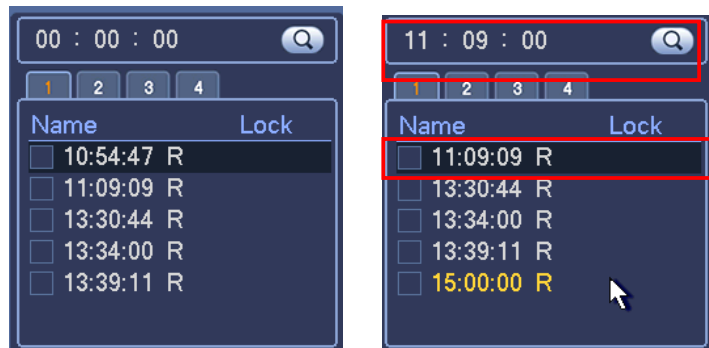 00 : 00 : 00
1 2 3 4
Name Lock
10:54:47 R
11:09:09 R
13:30:44 R
13:34:00 R
13:39:11 R
11 : 09 : 00
1 2 3 4
Name Lock
11:09:09 R
13:30:44 R
13:34:00 R
13:39:11 R
15:00:00 R